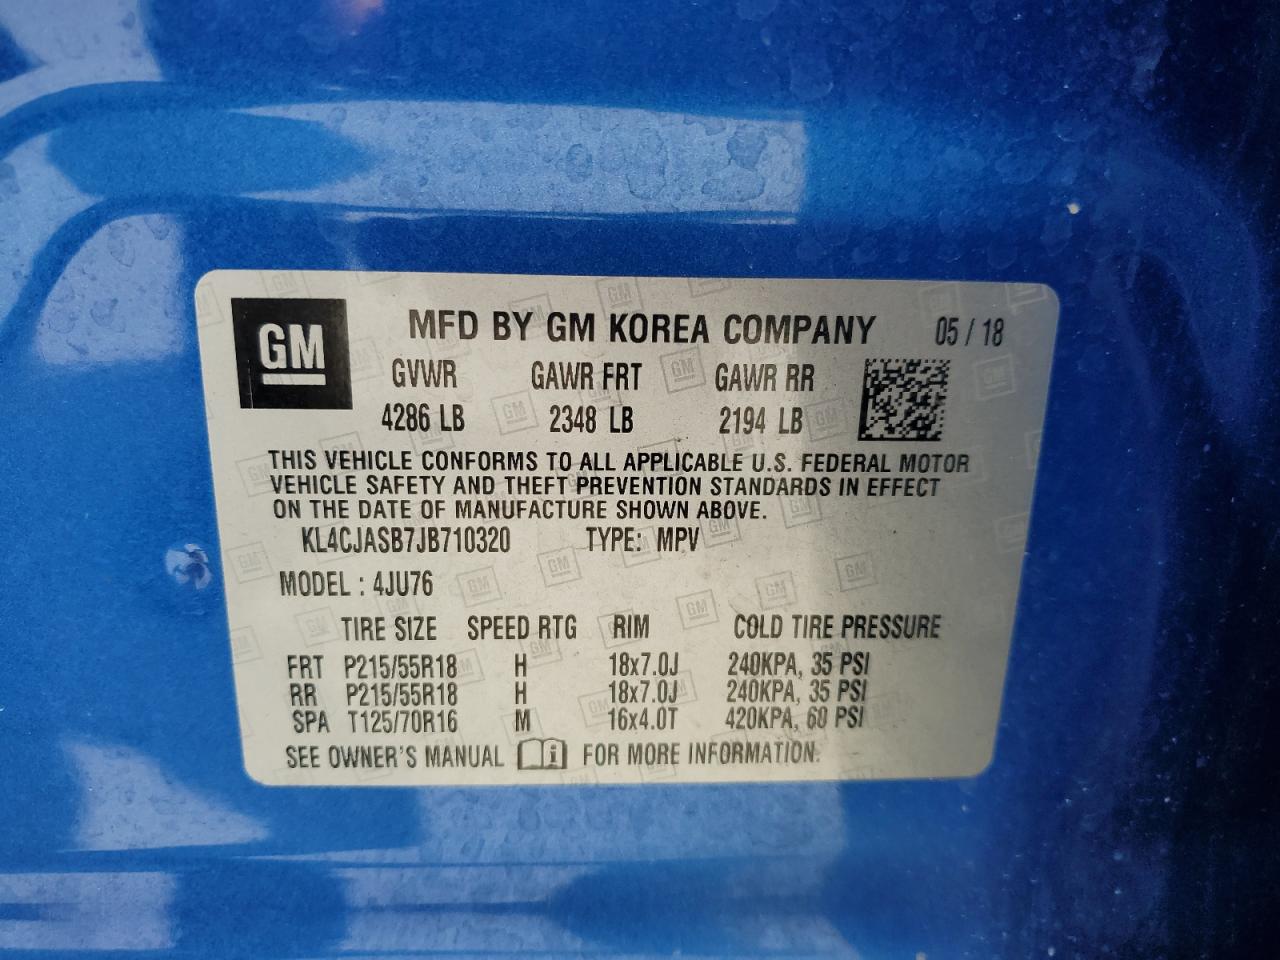 GM
MFD BY GM KOREA COMPANY 05 / 18
GVWR GAWR FRT GAWR RR
4286 LB 2348 LB 2194 LB
THIS VEHICLE CONFORMS TO ALL APPLICABLE U.S. FEDERAL MOTOR
VEHICLE SAFETY AND THEFT PREVENTION STANDARDS IN EFFECT
ON THE DATE OF MANUFACTURE SHOWN ABOVE.
KL4CJASB7JB710320 TYPE: MPV
MODEL : 4JU76
TIRE SIZE SPEED RTG RIM COLD TIRE PRESSURE
FRT P215/55R18 H 18x7.0J 240KPA, 35 PSI
RR P215/55R18 H 18x7.0J 240KPA, 35 PSI
SPA T125/70R16 M 16x4.0T 420KPA, 60 PSI
SEE OWNER'S MANUAL i FOR MORE INFORMATION.